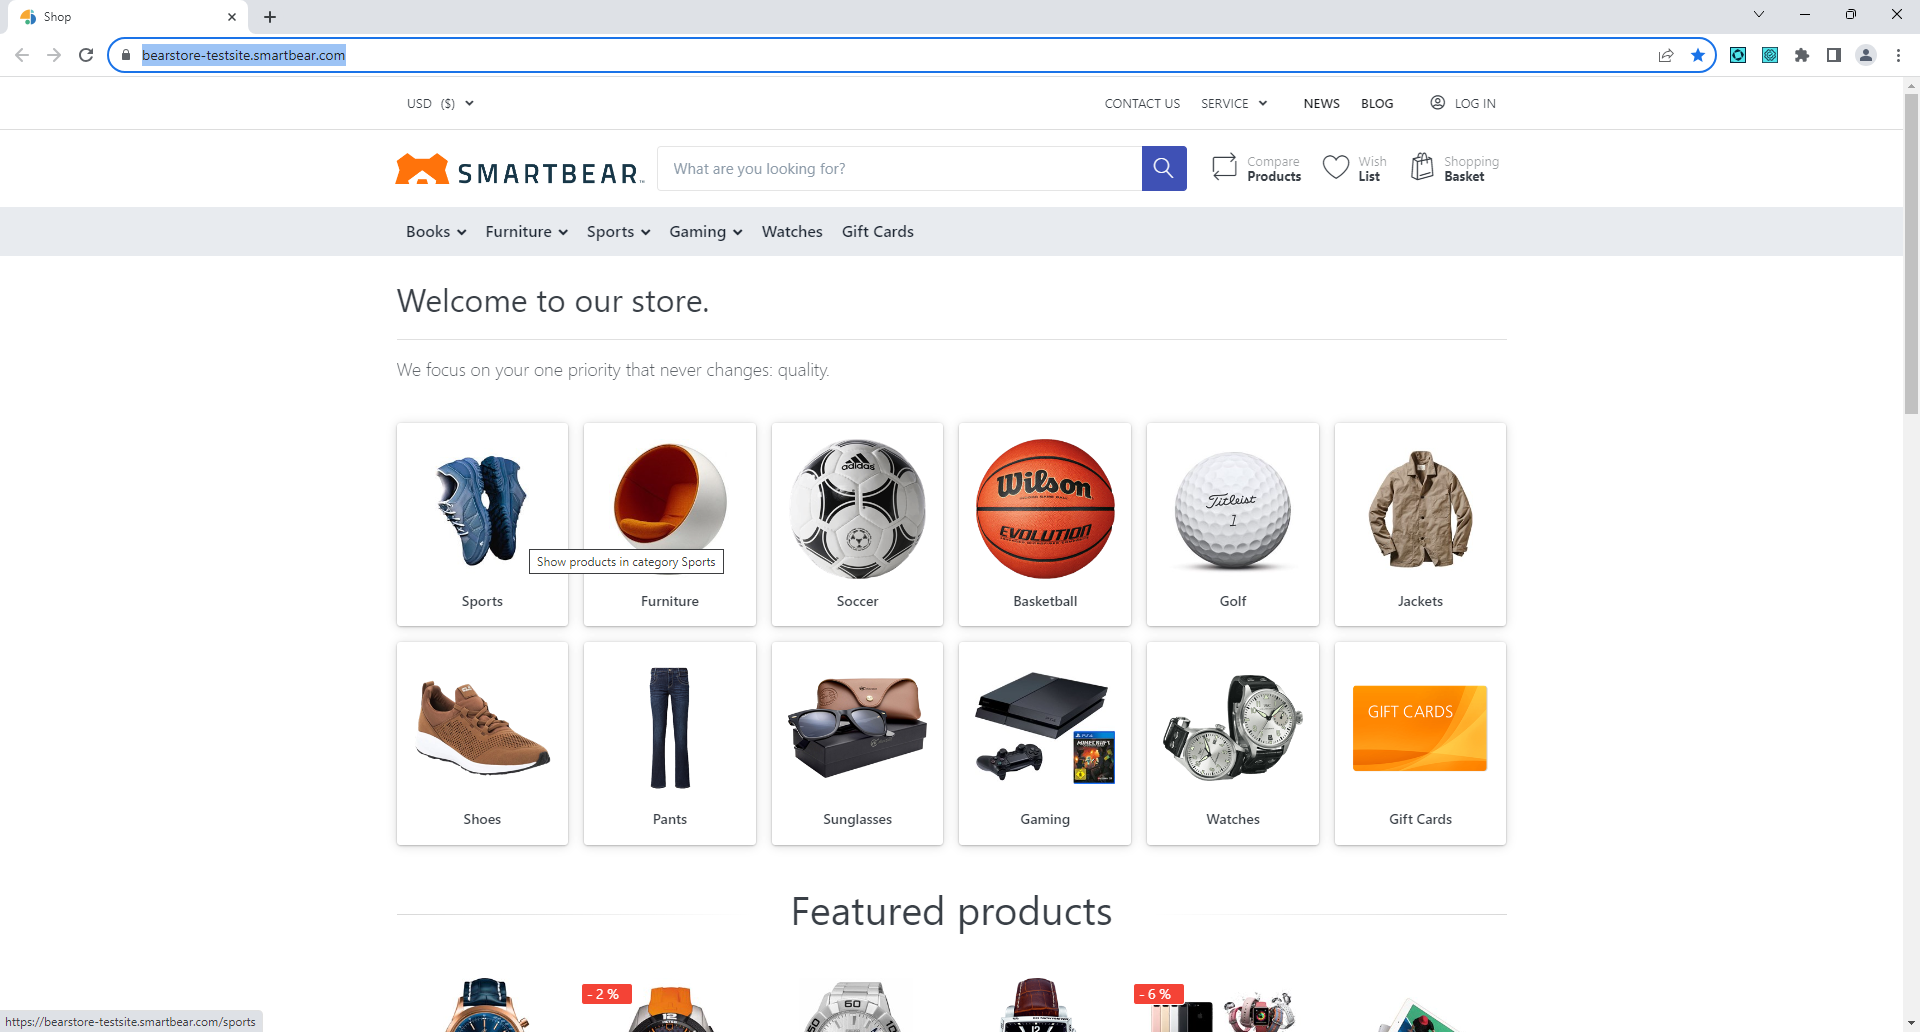 Shop
bearstore-testsite.smartbear.com
USD ($)
CONTACT US SERVICE NEWS BLOG LOG IN
SMARTBEAR
What are you looking for?
Compare Products
Wish List
Shopping Basket
Books Furniture Sports Gaming Watches Gift Cards
Welcome to our store.
We focus on your one priority that never changes: quality.
adidas
Wilson
EVOLUTION
Titleist
1
Show products in category Sports
Sports Furniture Soccer Basketball Golf Jackets
MINECRAFT
GIFT CARDS
Shoes Pants Sunglasses Gaming Watches Gift Cards
Featured products
- 2 %
- 6 %
12
60
https://bearstore-testsite.smartbear.com/sports